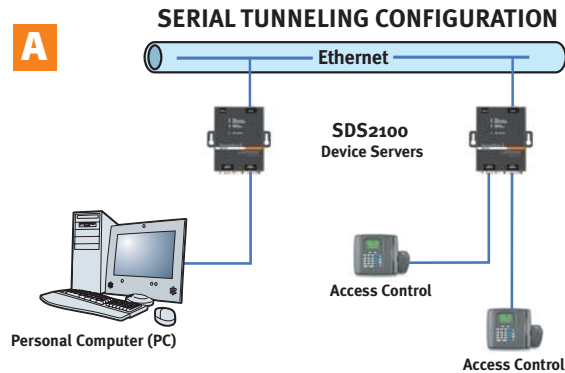 SERIAL TUNNELING CONFIGURATION
A
Ethernet
SDS2100
Device Servers
Access Control
Personal Computer (PC)
Access Control